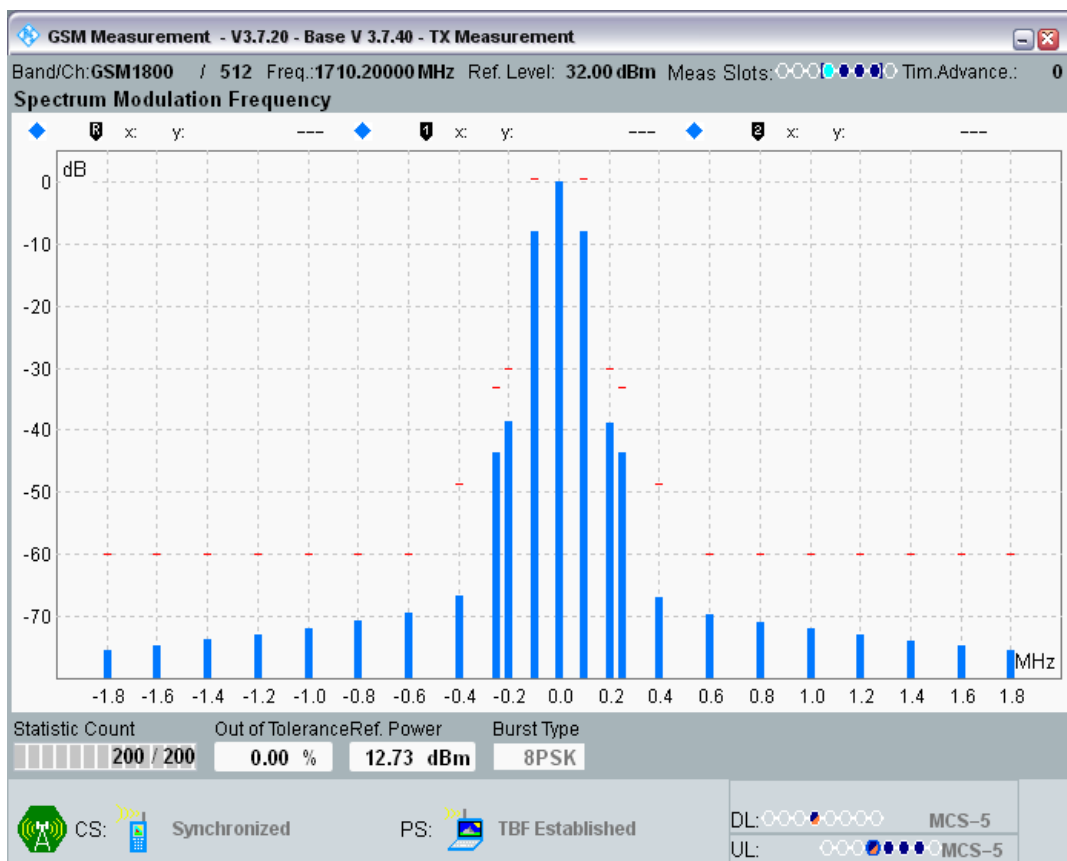 GSM Measurement - V3.7.20 - Base V 3.7.40 - TX Measurement
Band/Ch:GSM1800 / 512 Freq.:1710.20000 MHz Ref. Level: 32.00 dBm Meas Slots: Tim.Advance.: 0
Spectrum Modulation Frequency
R x: y: --- 1 x: y: --- 2 x: y: ---
dB
0
-10
-20
-30
-40
-50
-60
-70
MHz
-1.8 -1.6 -1.4 -1.2 -1.0 -0.8 -0.6 -0.4 -0.2 0.0 0.2 0.4 0.6 0.8 1.0 1.2 1.4 1.6 1.8
Statistic Count Out of Tolerance Ref. Power Burst Type
200 / 200 0.00 % 12.73 dBm 8PSK
CS: Synchronized PS: TBF Established DL: MCS-5
UL: MCS-5